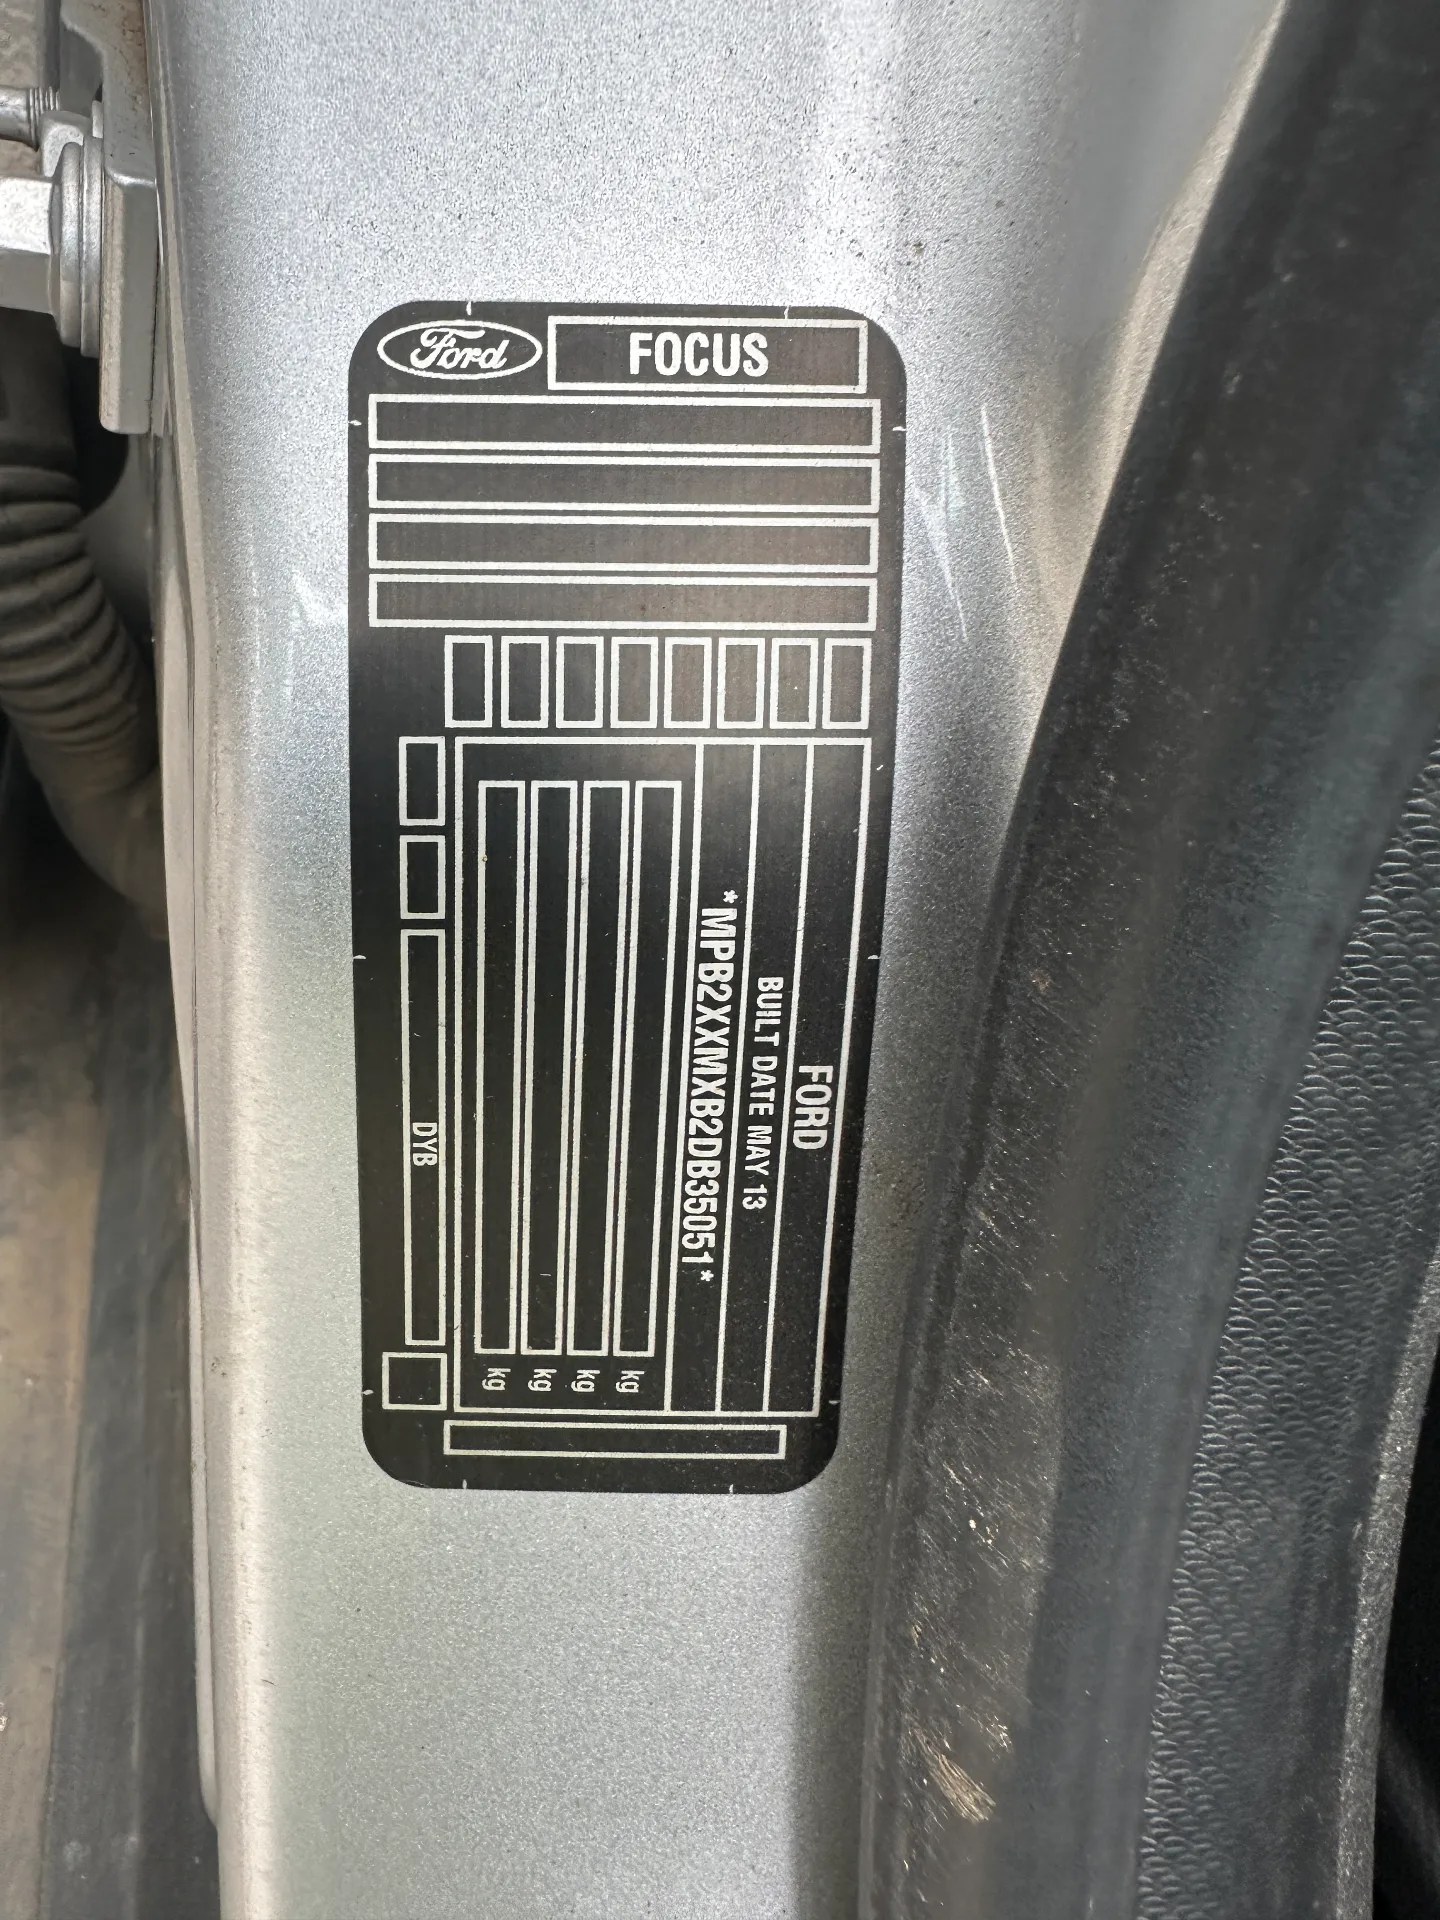 Ford
FOCUS
FORD
BUILT DATE MAY 13
*MPB2XXMXB2DB35051*
kg
kg
kg
kg
DYB